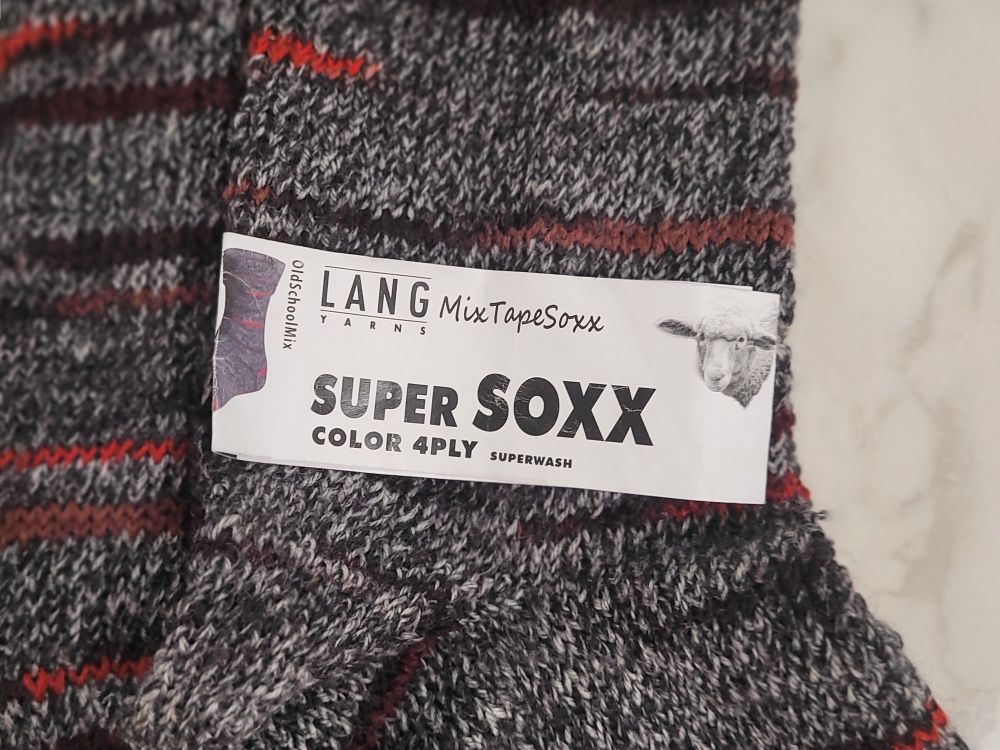 OldSchoolMix
LANG
YARNS
MixTapeSoxx
SUPER SOXX
COLOR 4PLY SUPERWASH